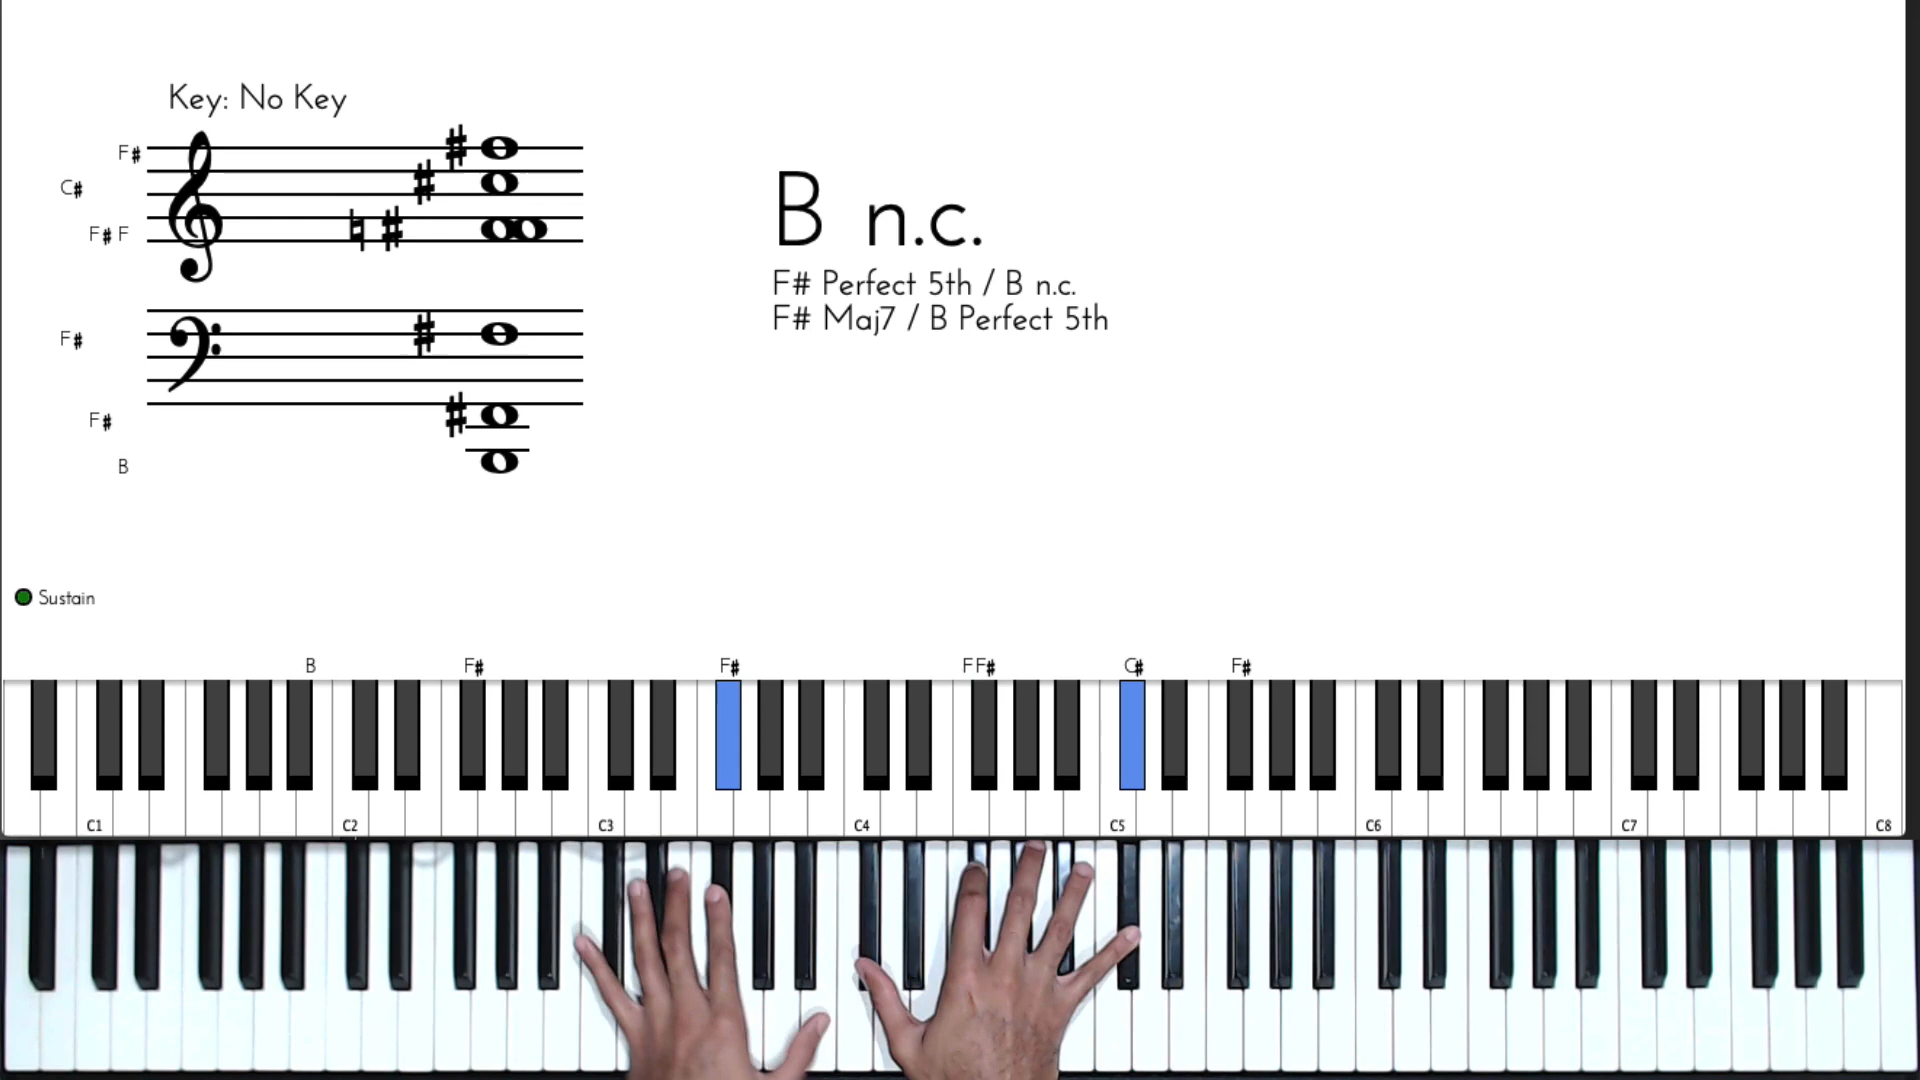 Key: No Key
F#
C#
F# F
F#
F#
B
B n.c.
F# Perfect 5th / B n.c.
F# Maj7 / B Perfect 5th
Sustain
B F# F# F F# C# F#
C1 C2 C3 C4 C5 C6 C7 C8